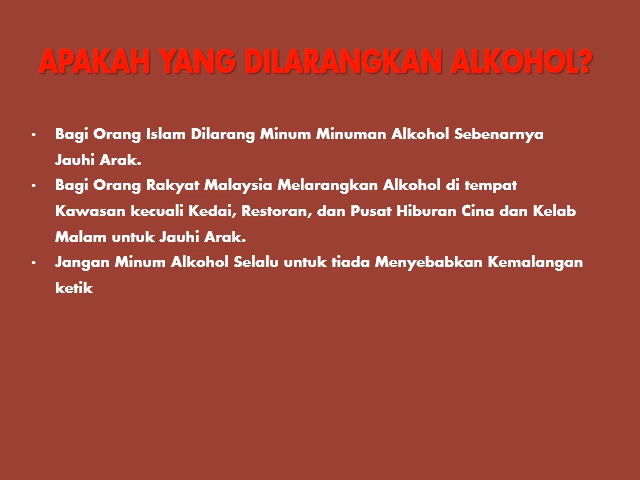 APAKAH YANG DILARANGKAN ALKOHOL?
• Bagi Orang Islam Dilarang Minum Minuman Alkohol Sebenarnya
Jauhi Arak.
• Bagi Orang Rakyat Malaysia Melarangkan Alkohol di tempat
Kawasan kecuali Kedai, Restoran, dan Pusat Hiburan Cina dan Kelab
Malam untuk Jauhi Arak.
• Jangan Minum Alkohol Selalu untuk tiada Menyebabkan Kemalangan
ketik